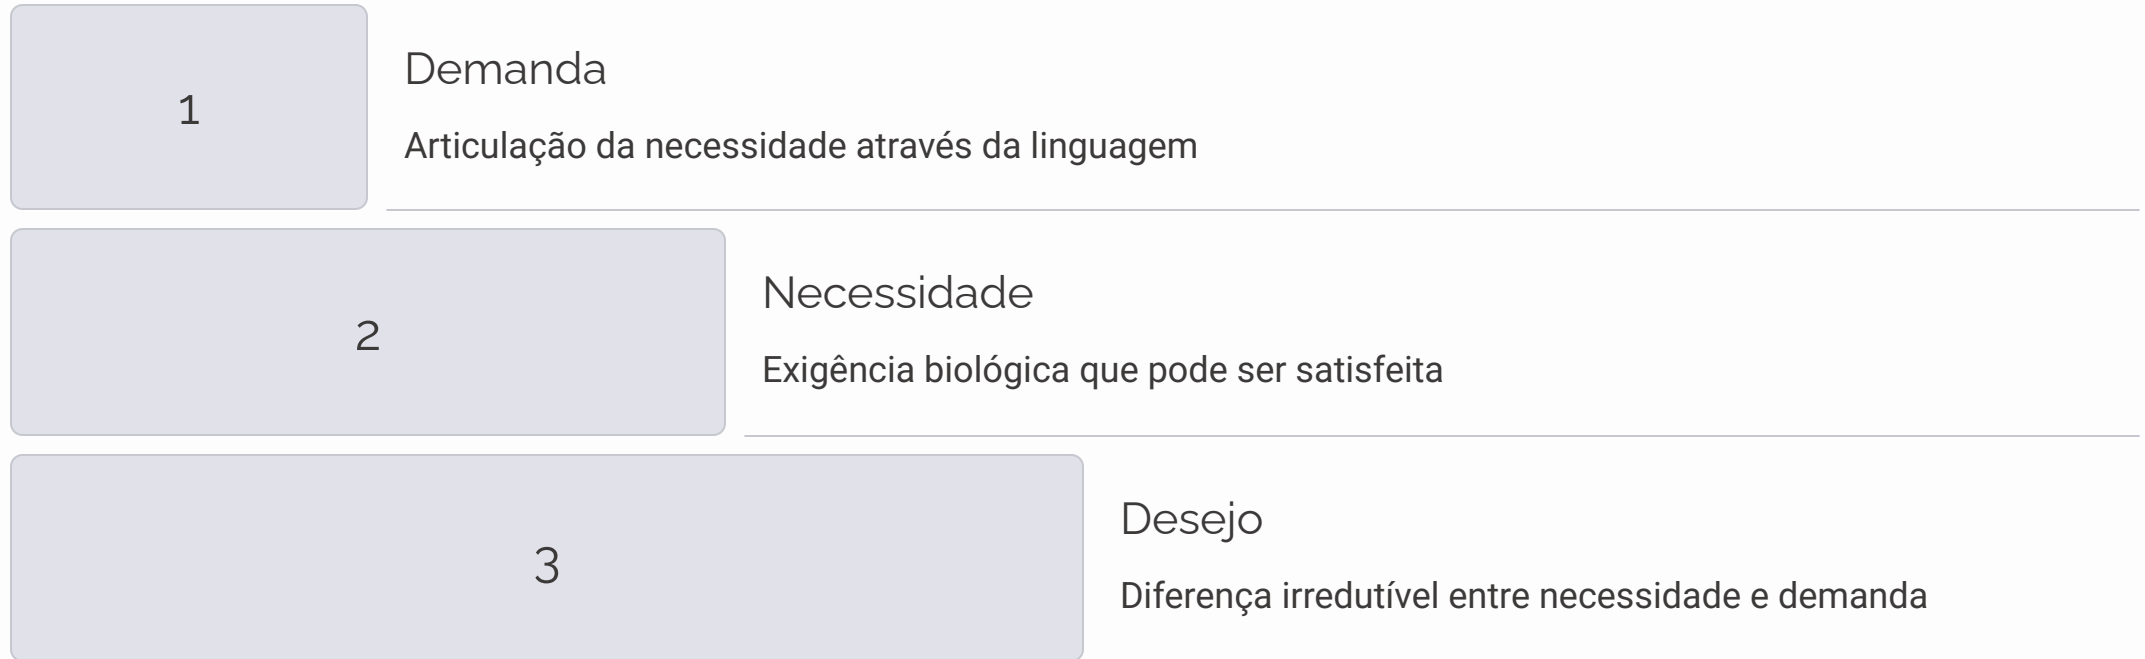 1
Demanda
Articulação da necessidade através da linguagem
2
Necessidade
Exigência biológica que pode ser satisfeita
3
Desejo
Diferença irredutível entre necessidade e demanda